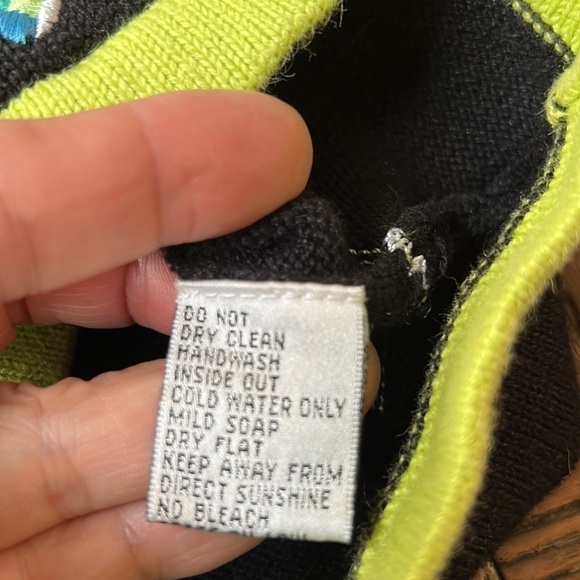 DO NOT
DRY CLEAN
HANDWASH
INSIDE OUT
COLD WATER ONLY
MILD SOAP
DRY FLAT
KEEP AWAY FROM
DIRECT SUNSHINE
NO BLEACH